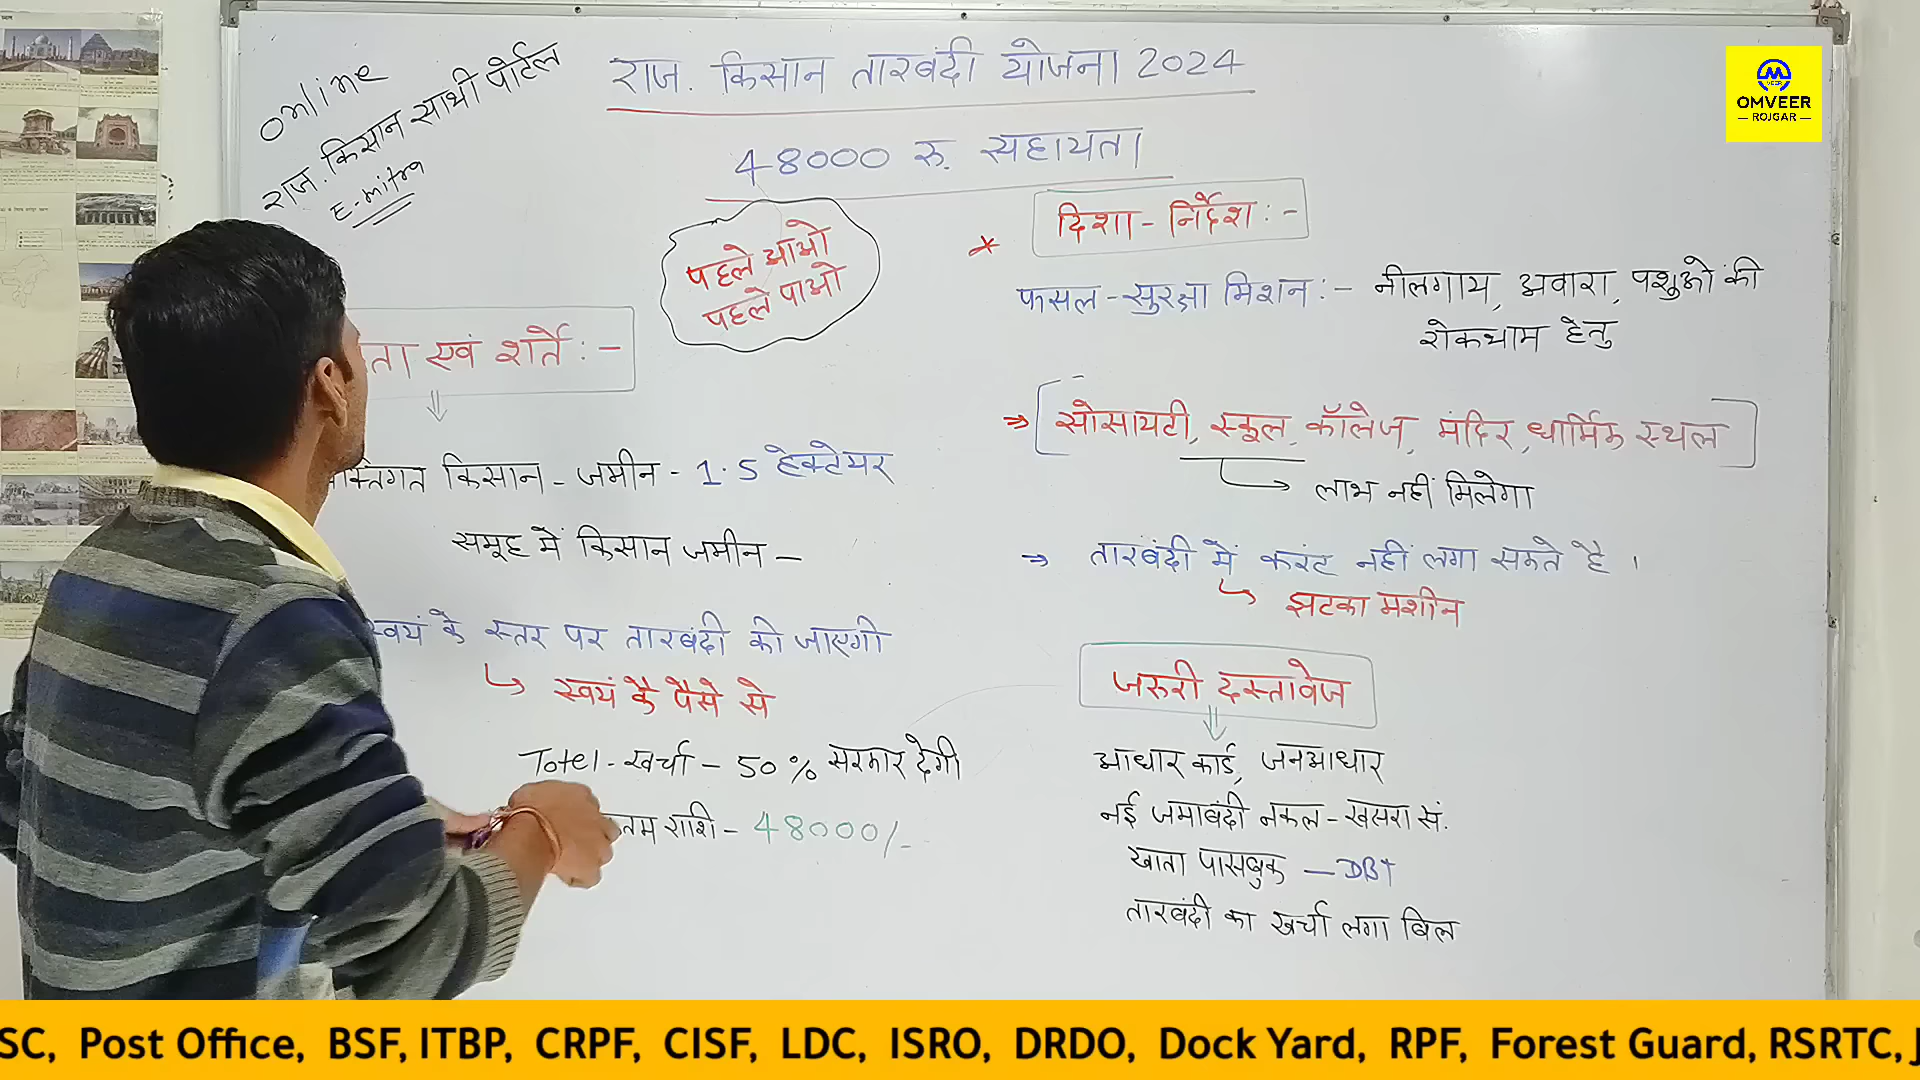 online
राज. किसान साथी पोर्टल
E-mitra
राज. किसान तारबंदी योजना 2024
48000 रु. सहायता
पहले आओ
पहले पाओ
ता एवं शर्ते :-
क्तिगत किसान - जमीन - 1.5 हेक्टेयर
समूह में किसान जमीन -
स्वयं के स्तर पर तारबंदी की जाएगी
स्वयं के पैसे से
Totel - खर्चा - 50 % सरकार देगी
तम राशि - 48000/-
दिशा - निर्देश :-
फसल - सुरक्षा मिशन :- नीलगाय, अवारा, पशुओ की
रोकथाम हेतु
⇒ [सोसायटी, स्कूल, कॉलेज, मंदिर, धार्मिक स्थल]
लाभ नहीं मिलेगा
⇒ तारबंदी में करंट नहीं लगा सकते है ।
झटका मशीन
जरुरी दस्तावेज
आधार कार्ड, जनआधार
नई जमाबंदी नकल - खसरा सं.
खाता पासबुक - DBT
तारबंदी का खर्चा लगा बिल
OMVEER
— ROJGAR —
SC, Post Office, BSF, ITBP, CRPF, CISF, LDC, ISRO, DRDO, Dock Yard, RPF, Forest Guard, RSRTC, J